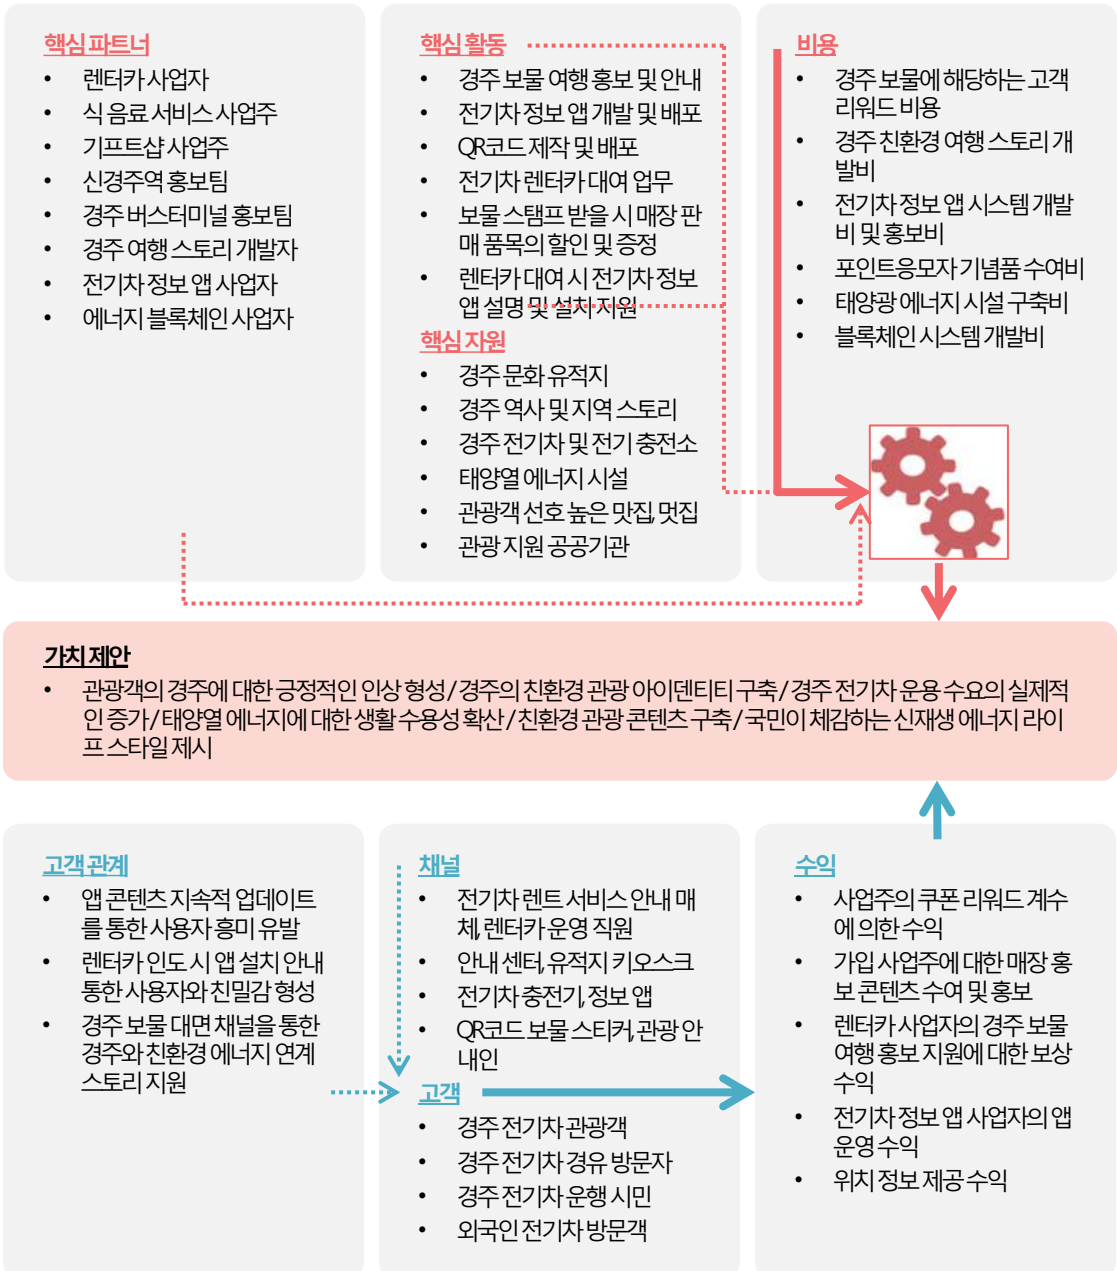 핵심 파트너
• 렌터카 사업자
• 식 음료 서비스 사업주
• 기프트샵 사업주
• 신경주역 홍보팀
• 경주 버스터미널 홍보팀
• 경주 여행 스토리 개발자
• 전기차 정보 앱 사업자
• 에너지 블록체인 사업자
핵심 활동
• 경주 보물 여행 홍보 및 안내
• 전기차 정보 앱 개발 및 배포
• QR코드 제작 및 배포
• 전기차 렌터카 대여 업무
• 보물 스탬프 받을 시 매장 판
매 품목의 할인 및 증정
• 렌터카 대여 시 전기차 정보
앱 설명 및 설치 지원
핵심 자원
• 경주 문화 유적지
• 경주 역사 및 지역 스토리
• 경주 전기차 및 전기 충전소
• 태양열 에너지 시설
• 관광객 선호 높은 맛집, 멋집
• 관광 지원 공공기관
비용
• 경주 보물에 해당하는 고객
리워드 비용
• 경주 친환경 여행 스토리 개
발비
• 전기차 정보 앱 시스템 개발
비 및 홍보비
• 포인트응모자 기념품 수여비
• 태양광 에너지 시설 구축비
• 블록체인 시스템 개발비
가치 제안
• 관광객의 경주에 대한 긍정적인 인상 형성 / 경주의 친환경 관광 아이덴티티 구축 / 경주 전기차 운용 수요의 실제적
인 증가 / 태양열 에너지에 대한 생활 수용성 확산 / 친환경 관광 콘텐츠 구축 / 국민이 체감하는 신재생 에너지 라이
프 스타일 제시
고객 관계
• 앱 콘텐츠 지속적 업데이트
를 통한 사용자 흥미 유발
• 렌터카 인도 시 앱 설치 안내
통한 사용자와 친밀감 형성
• 경주 보물 대면 채널을 통한
경주와 친환경 에너지 연계
스토리 지원
채널
• 전기차 렌트 서비스 안내 매
체, 렌터카 운영 직원
• 안내 센터, 유적지 키오스크
• 전기차 충전기, 정보 앱
• QR코드 보물 스티커, 관광 안
내인
고객
• 경주 전기차 관광객
• 경주 전기차 경유 방문자
• 경주 전기차 운행 시민
• 외국인 전기차 방문객
수익
• 사업주의 쿠폰 리워드 계수
에 의한 수익
• 가입 사업주에 대한 매장 홍
보 콘텐츠 수여 및 홍보
• 렌터카 사업자의 경주 보물
여행 홍보 지원에 대한 보상
수익
• 전기차 정보 앱 사업자의 앱
운영 수익
• 위치 정보 제공 수익